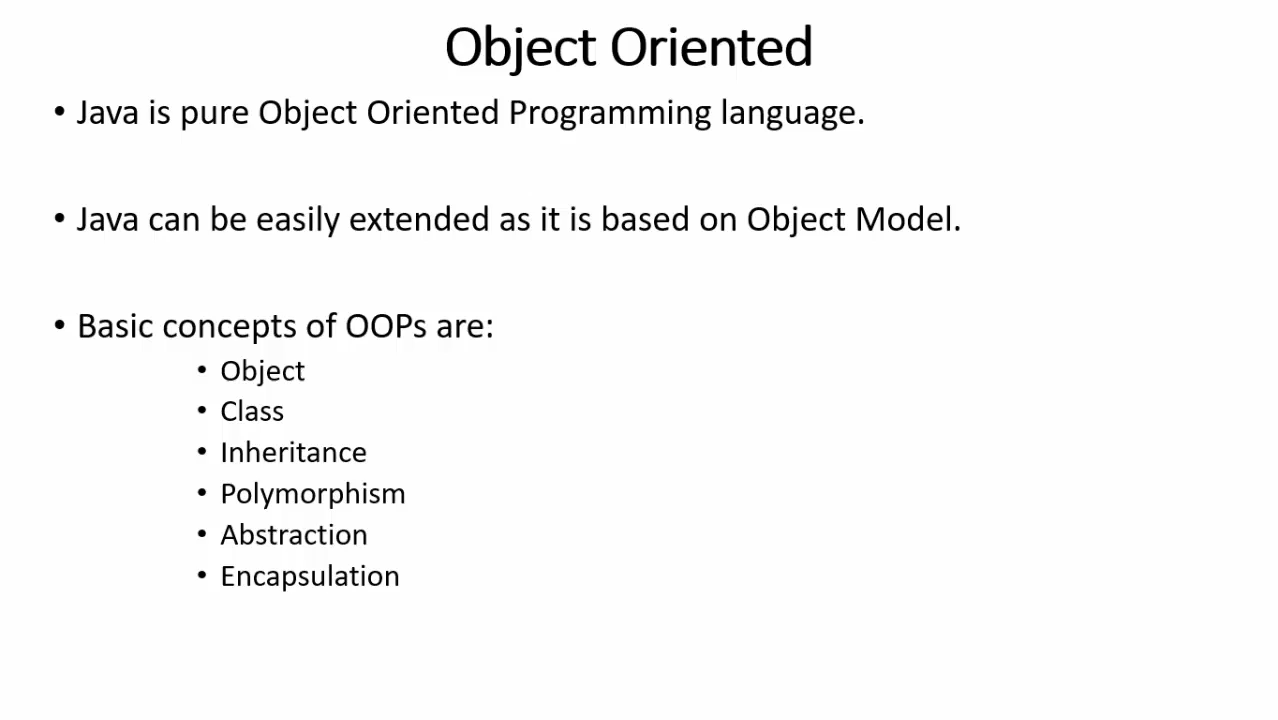 Object Oriented
• Java is pure Object Oriented Programming language.
• Java can be easily extended as it is based on Object Model.
• Basic concepts of OOPs are:
• Object
• Class
• Inheritance
• Polymorphism
• Abstraction
• Encapsulation